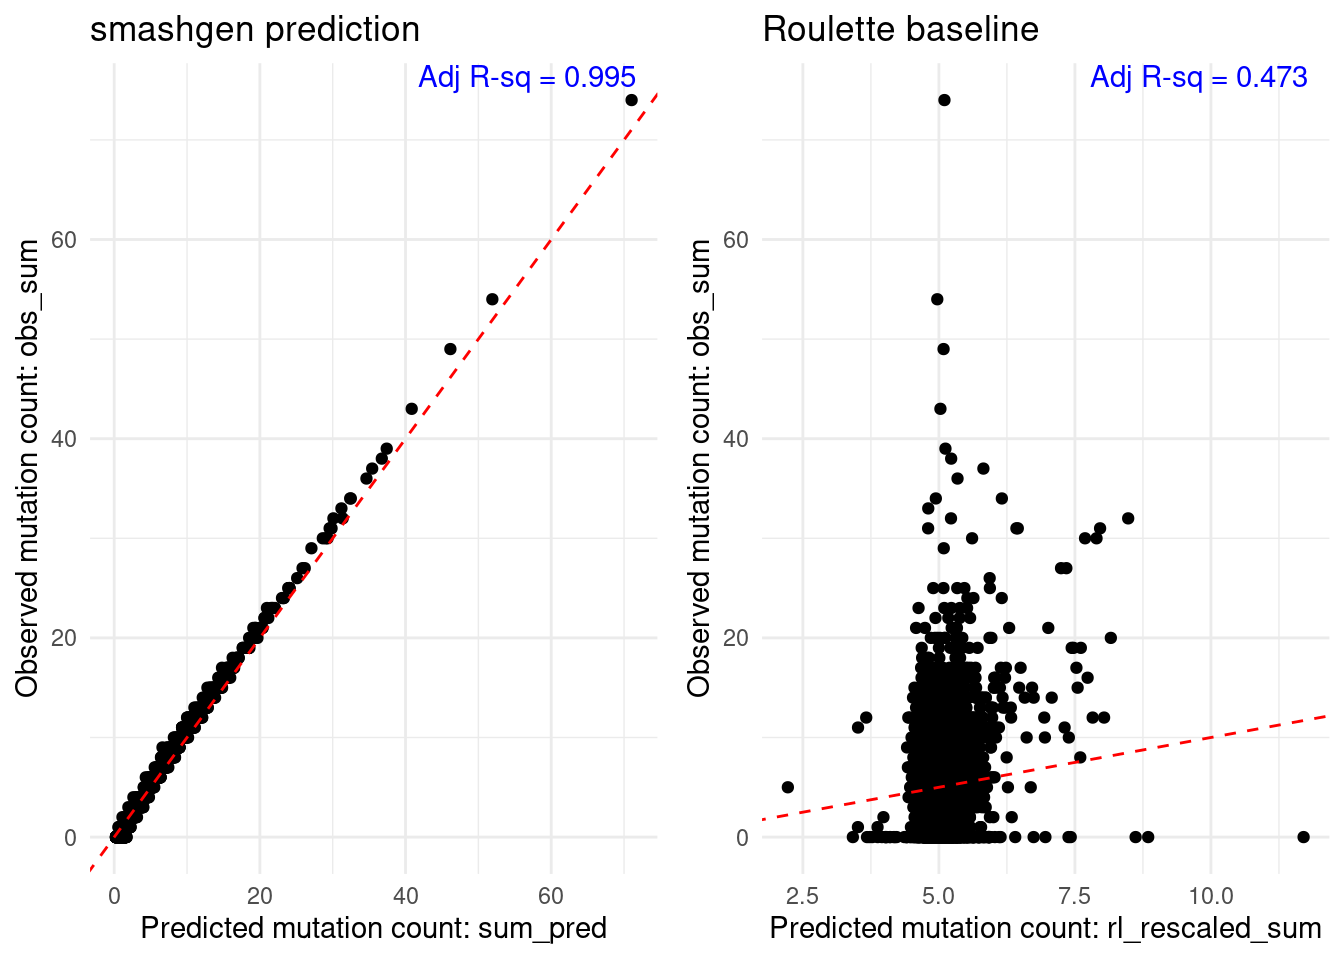 smashgen prediction
Adj R-sq = 0.995
Observed mutation count: obs_sum
60
40
20
0
0
20
40
60
Predicted mutation count: sum_pred
Roulette baseline
Adj R-sq = 0.473
Observed mutation count: obs_sum
60
40
20
0
2.5
5.0
7.5
10.0
Predicted mutation count: rl_rescaled_sum